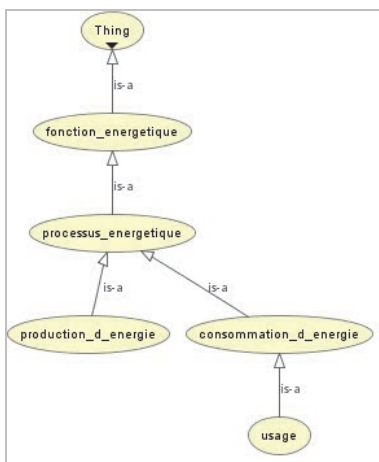 Thing
is-a
fonction_energetique
is-a
processus_energetique
is-a
is-a
production_d_energie
consommation_d_energie
is-a
usage